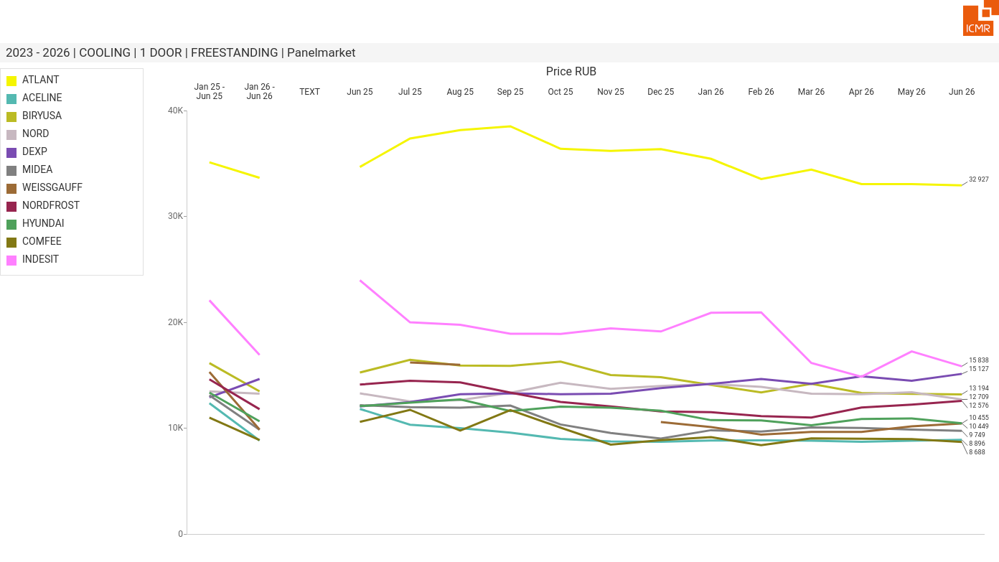 ICMR
2023 - 2026 | COOLING | 1 DOOR | FREESTANDING | Panelmarket
ATLANT
ACELINE
BIRYUSA
NORD
DEXP
MIDEA
WEISSGAUFF
NORDFROST
HYUNDAI
COMFEE
INDESIT
Price RUB
Jan 25 -
Jun 25
Jan 26 -
Jun 26
TEXT
Jun 25
Jul 25
Aug 25
Sep 25
Oct 25
Nov 25
Dec 25
Jan 26
Feb 26
Mar 26
Apr 26
May 26
Jun 26
40K
30K
20K
10K
0
32 927
15 838
15 127
13 194
12 709
12 576
10 455
10 449
9 749
8 896
8 688